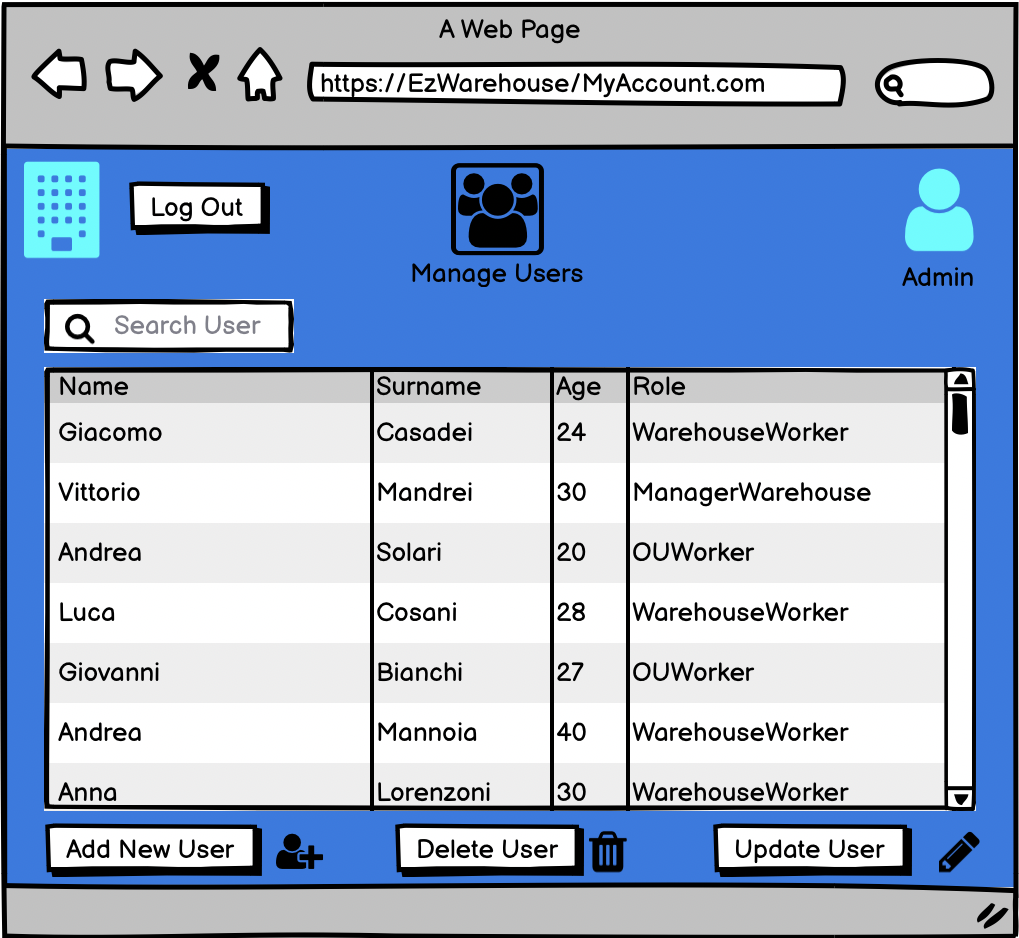 A Web Page
https://EzWarehouse/MyAccount.com
Log Out
Manage Users
Admin
Search User
Name Surname Age Role
Giacomo Casadei 24 WarehouseWorker
Vittorio Mandrei 30 ManagerWarehouse
Andrea Solari 20 OUWorker
Luca Cosani 28 WarehouseWorker
Giovanni Bianchi 27 OUWorker
Andrea Mannoia 40 WarehouseWorker
Anna Lorenzoni 30 WarehouseWorker
Add New User Delete User Update User